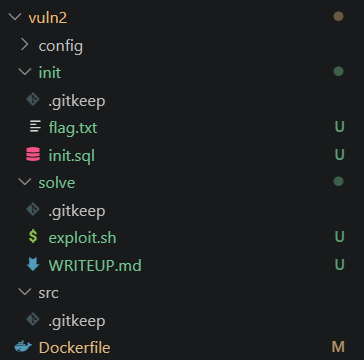 vuln2
config
init
.gitkeep
flag.txt U
init.sql U
solve
.gitkeep
$ exploit.sh U
WRITEUP.md U
src
.gitkeep
Dockerfile M